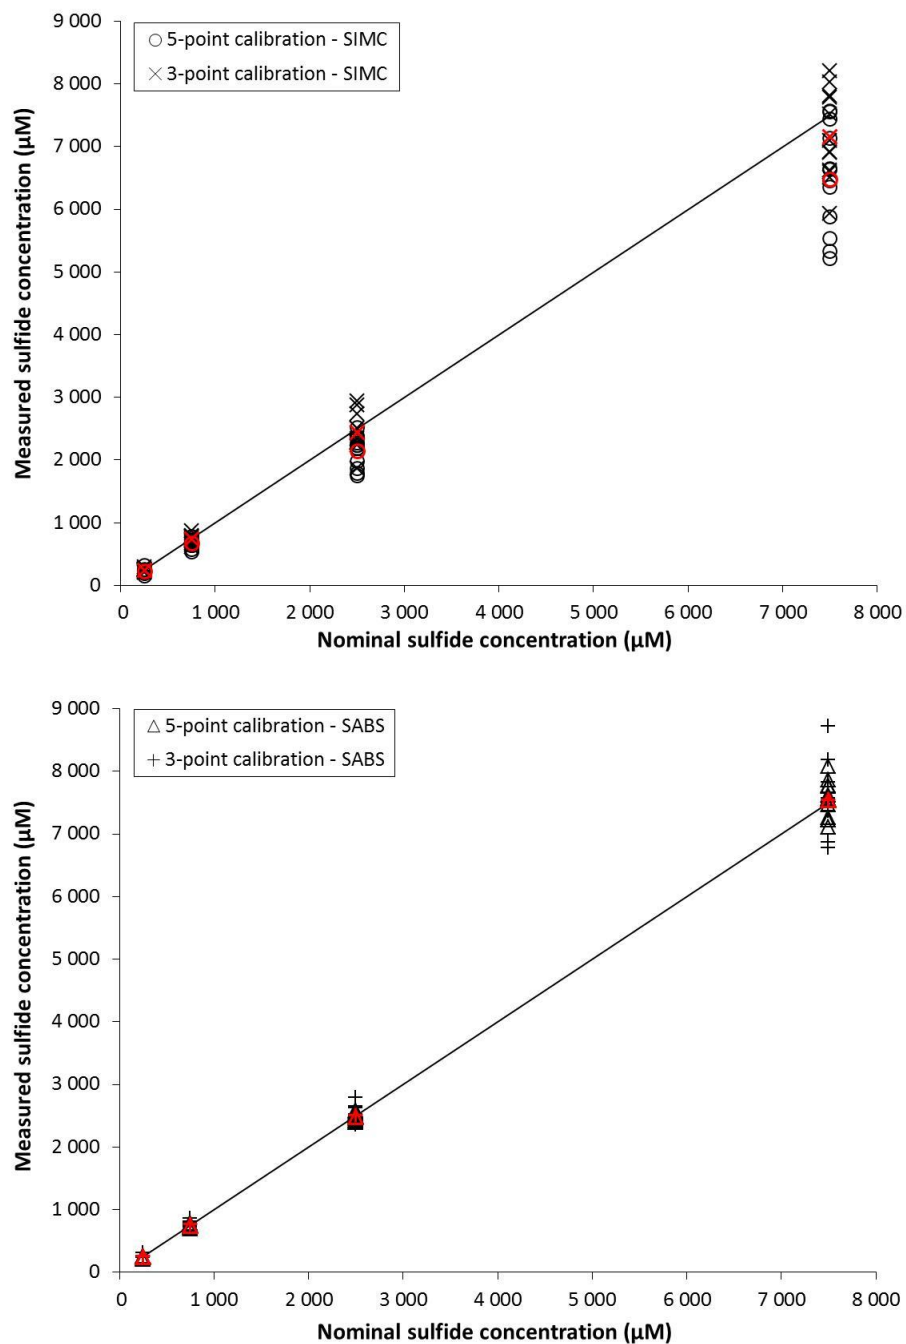 9 000
8 000
7 000
6 000
5 000
4 000
3 000
2 000
1 000
0
Measured sulfide concentration (µM)
5-point calibration - SIMC
3-point calibration - SIMC
0 1 000 2 000 3 000 4 000 5 000 6 000 7 000 8 000
Nominal sulfide concentration (µM)
9 000
8 000
7 000
6 000
5 000
4 000
3 000
2 000
1 000
0
Measured sulfide concentration (µM)
5-point calibration - SABS
3-point calibration - SABS
0 1 000 2 000 3 000 4 000 5 000 6 000 7 000 8 000
Nominal sulfide concentration (µM)